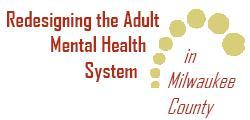 Redesigning the Adult
Mental Health
System
in
Milwaukee
County